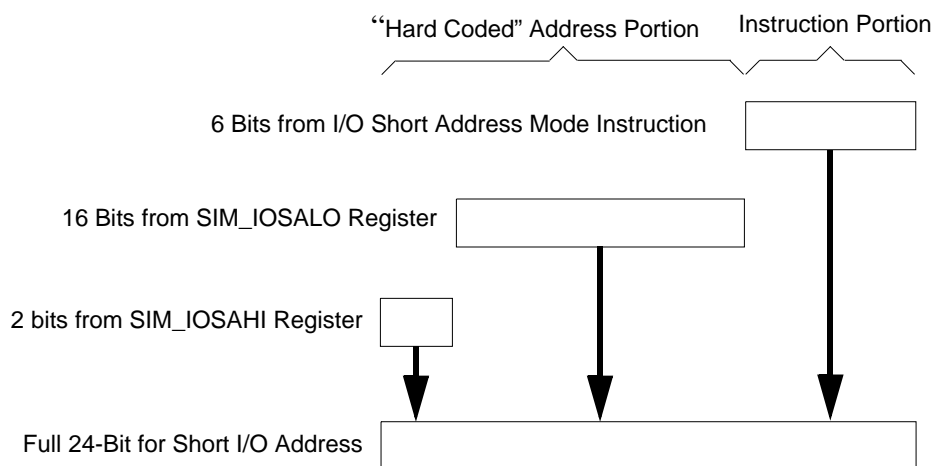 “Hard Coded” Address Portion
Instruction Portion
6 Bits from I/O Short Address Mode Instruction
16 Bits from SIM_IOSALO Register
2 bits from SIM_IOSAHI Register
Full 24-Bit for Short I/O Address